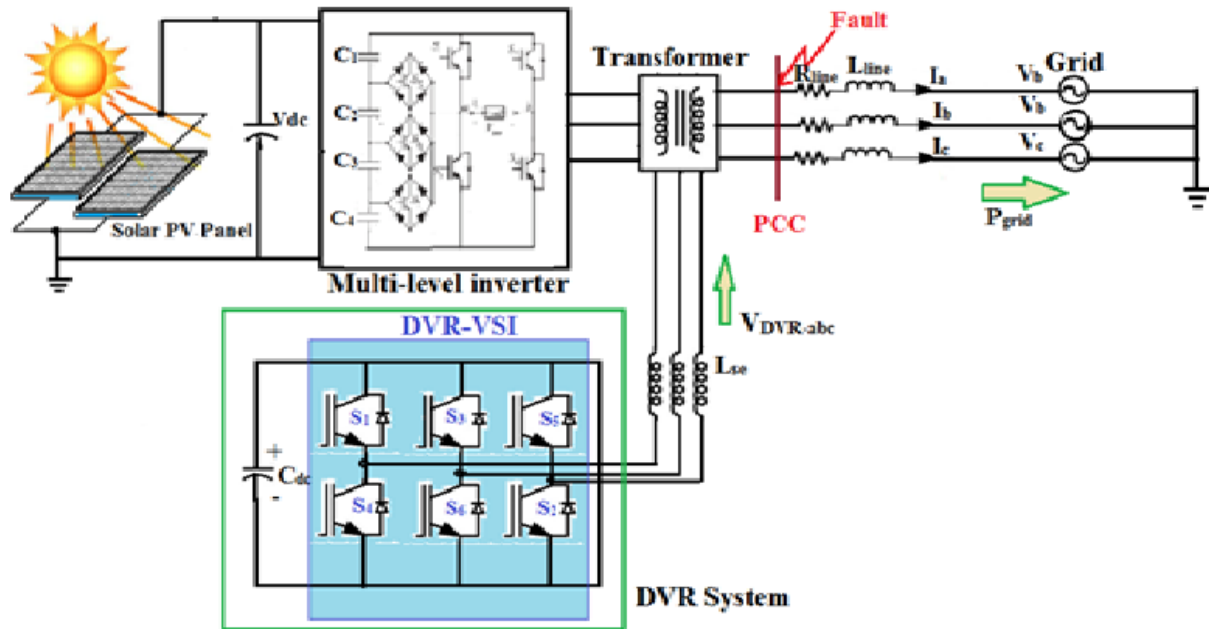 Fault
Transformer
Rline
Lline
Ia
Vb
Grid
C1
Vdc
C2
Ib
Vb
C3
Ic
Vc
C4
Solar PV Panel
PCC
Pgrid
Multi-level inverter
DVR-VSI
VDVR-abc
Lse
S1
S3
S5
+
Cdc
-
S4
S6
S2
DVR System